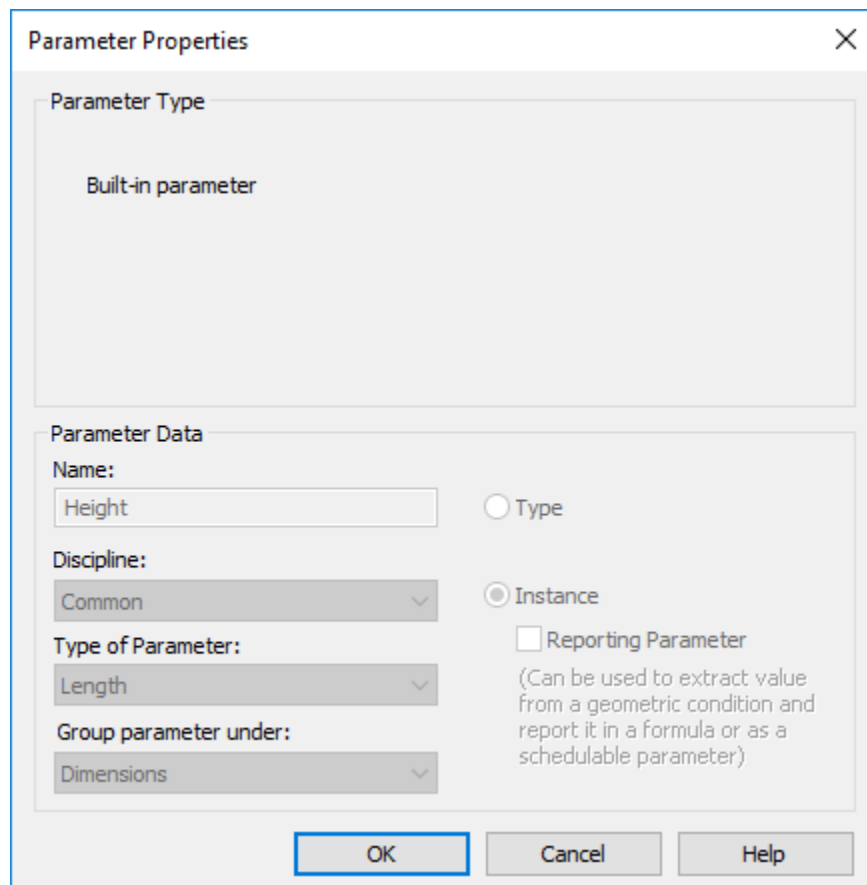 Parameter Properties
Parameter Type
Built-in parameter
Parameter Data
Name:
Height
Type
Discipline:
Common
Instance
Type of Parameter:
Reporting Parameter
Length
(Can be used to extract value
from a geometric condition and
report it in a formula or as a
schedulable parameter)
Group parameter under:
Dimensions
OK
Cancel
Help